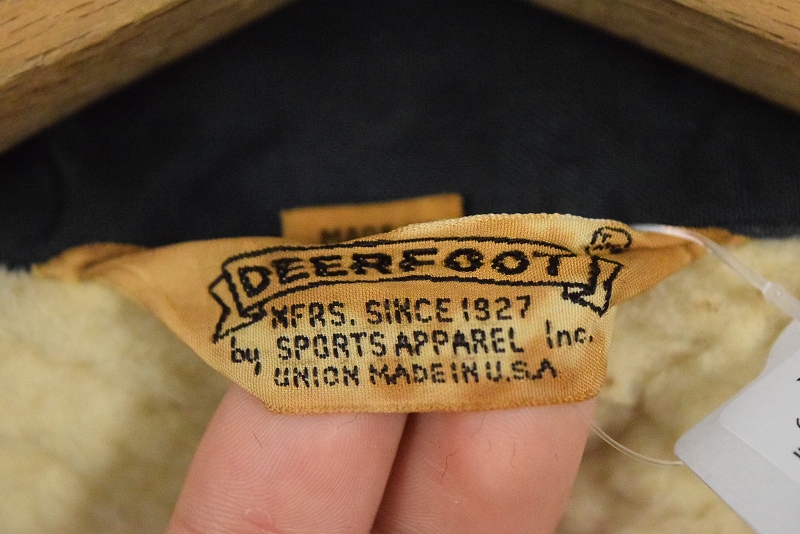 DEERFOOT
MFRS. SINCE 1927
by SPORTS APPAREL Inc.
UNION MADE IN U.S.A.